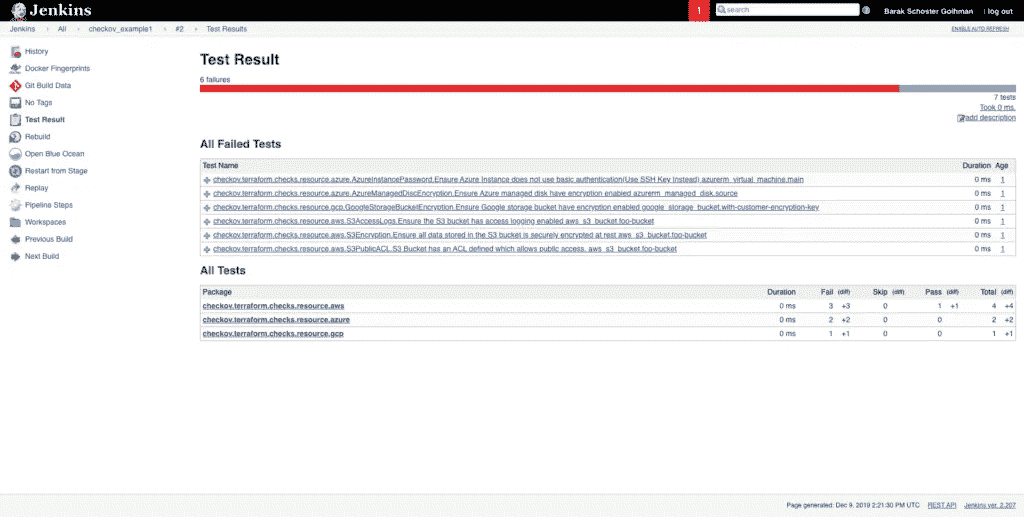 Jenkins
1
search
Barak Schoster Goihman
| log out
Jenkins
All
checkov_example1
#2
Test Results
ENABLE AUTO REFRESH
History
Docker Fingerprints
Git Build Data
No Tags
Test Result
Rebuild
Open Blue Ocean
Restart from Stage
Replay
Pipeline Steps
Workspaces
Previous Build
Next Build
Test Result
6 failures
7 tests
Took 0 ms.
add description
All Failed Tests
Test Name Duration Age
checkov.terraform.checks.resource.azure.AzureInstancePassword.Ensure Azure Instance does not use basic authentication(Use SSH Key Instead).azurerm_virtual_machine.main 0 ms 1
checkov.terraform.checks.resource.azure.AzureManagedDiscEncryption.Ensure Azure managed disk have encryption enabled azurerm_managed_disk.source 0 ms 1
checkov.terraform.checks.resource.gcp.GoogleStorageBucketEncryption.Ensure Google storage bucket have encryption enabled google_storage_bucket.with-customer-encryption-key 0 ms 1
checkov.terraform.checks.resource.aws.S3AccessLogs.Ensure the S3 bucket has access logging enabled aws_s3_bucket.foo-bucket 0 ms 1
checkov.terraform.checks.resource.aws.S3Encryption.Ensure all data stored in the S3 bucket is securely encrypted at rest aws_s3_bucket.foo-bucket 0 ms 1
checkov.terraform.checks.resource.aws.S3PublicACL.S3 Bucket has an ACL defined which allows public access. aws_s3_bucket.foo-bucket 0 ms 1
All Tests
Package Duration Fail (diff) Skip (diff) Pass (diff) Total (diff)
checkov.terraform.checks.resource.aws 0 ms 3 +3 0 1 +1 4 +4
checkov.terraform.checks.resource.azure 0 ms 2 +2 0 0 2 +2
checkov.terraform.checks.resource.gcp 0 ms 1 +1 0 0 1 +1
Page generated: Dec 9, 2019 2:21:30 PM UTC REST API Jenkins ver. 2.207